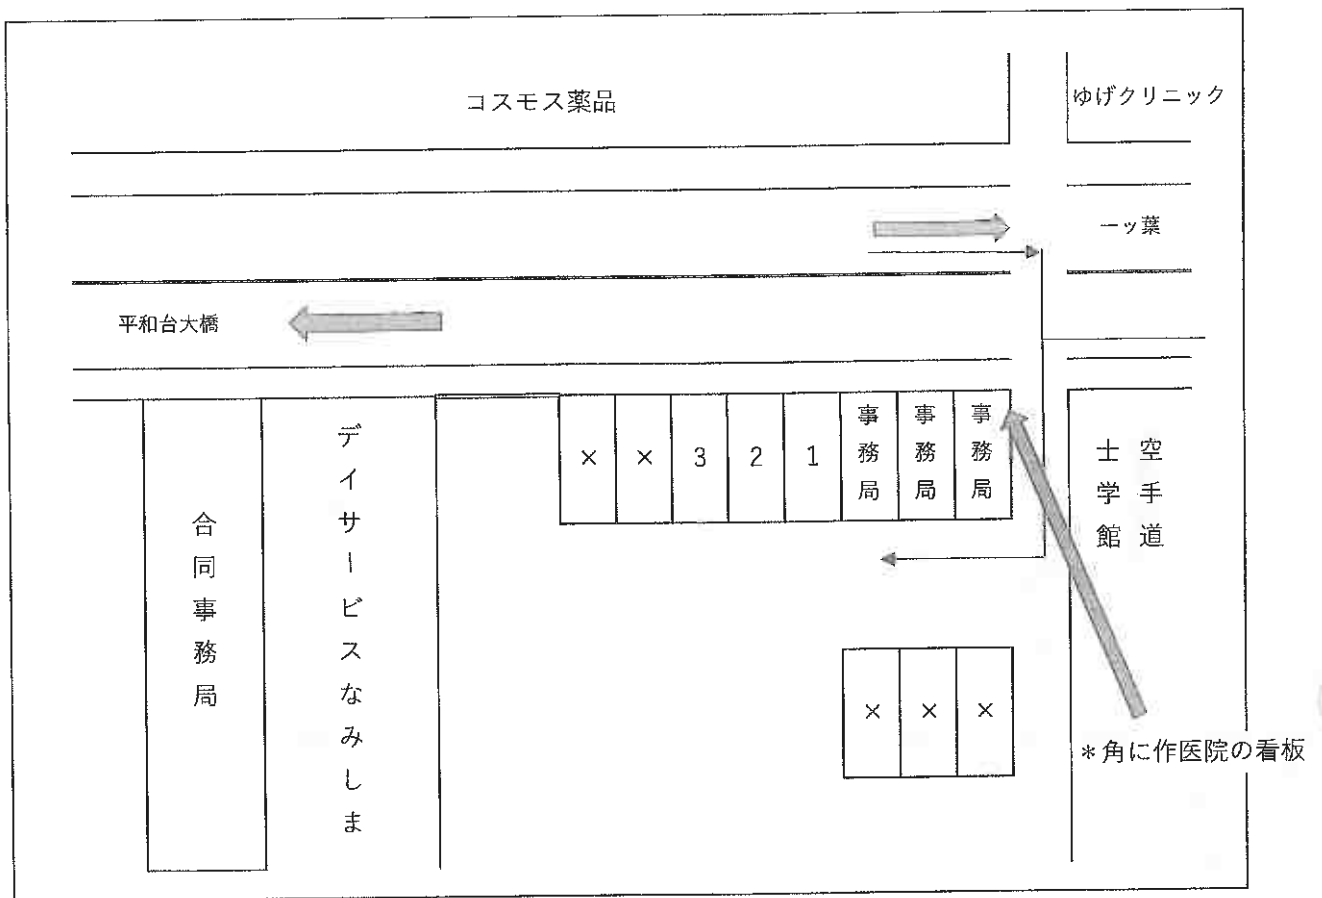 コスモス薬品
ゆげクリニック
一ッ葉
平和台大橋
合同事務局
デイサービスなみしま
×
×
3
2
1
事務局
事務局
事務局
空手道
士学館
×
×
×
*角に作医院の看板